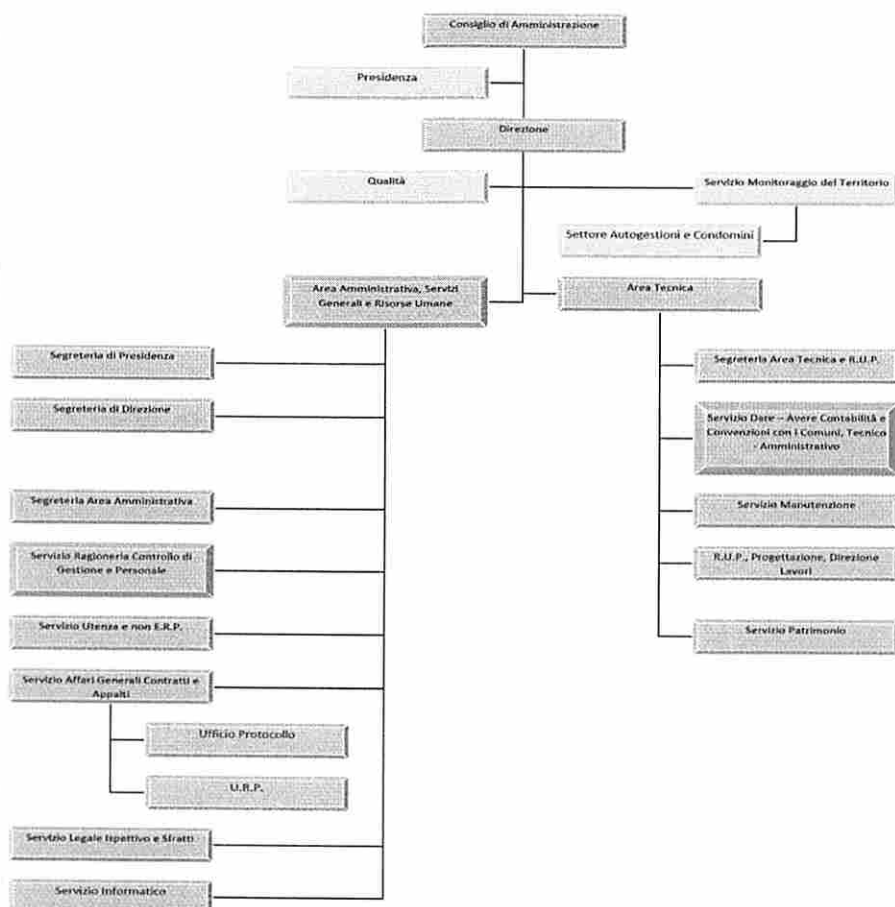 Consiglio di Amministrazione
Presidenza
Direzione
Qualità
Servizio Monitoraggio del Territorio
Settore Autogestioni e Condomini
Area Amministrativa, Servizi
Generali e Risorse Umane
Area Tecnica
Segreteria di Presidenza
Segreteria di Direzione
Segreteria Area Amministrativa
Servizio Ragioneria Controllo di
Gestione e Personale
Servizio Utenza e non E.R.P.
Servizio Affari Generali Contratti e
Appalti
Ufficio Protocollo
U.R.P.
Servizio Legale Ispettivo e Sfratti
Servizio Informatico
Segreteria Area Tecnica e R.U.P.
Servizio Dare – Avere Contabilità e
Convenzioni con i Comuni, Tecnico
- Amministrativo
Servizio Manutenzione
R.U.P., Progettazione, Direzione
Lavori
Servizio Patrimonio